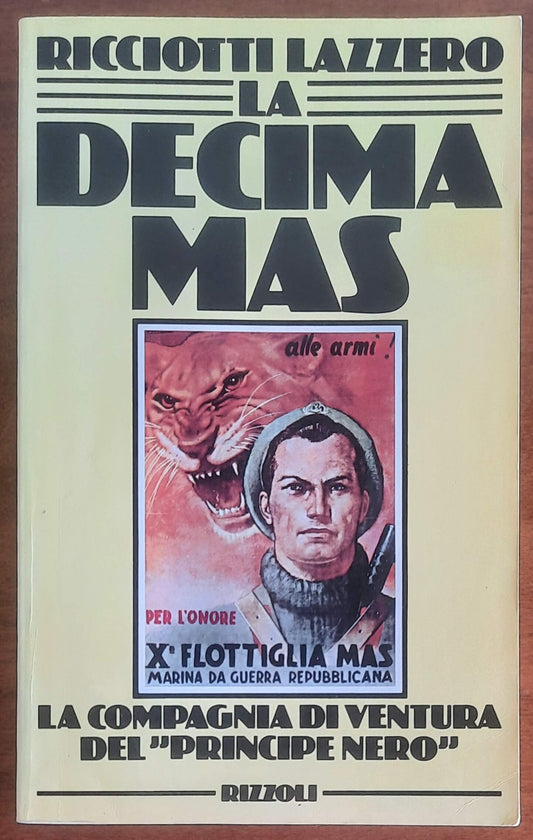 RICCIOTTI LAZZERO
LA
DECIMA
MAS
alle armi!
PER L'ONORE
Xª FLOTTIGLIA MAS
MARINA DA GUERRA REPUBBLICANA
LA COMPAGNIA DI VENTURA
DEL "PRINCIPE NERO"
RIZZOLI